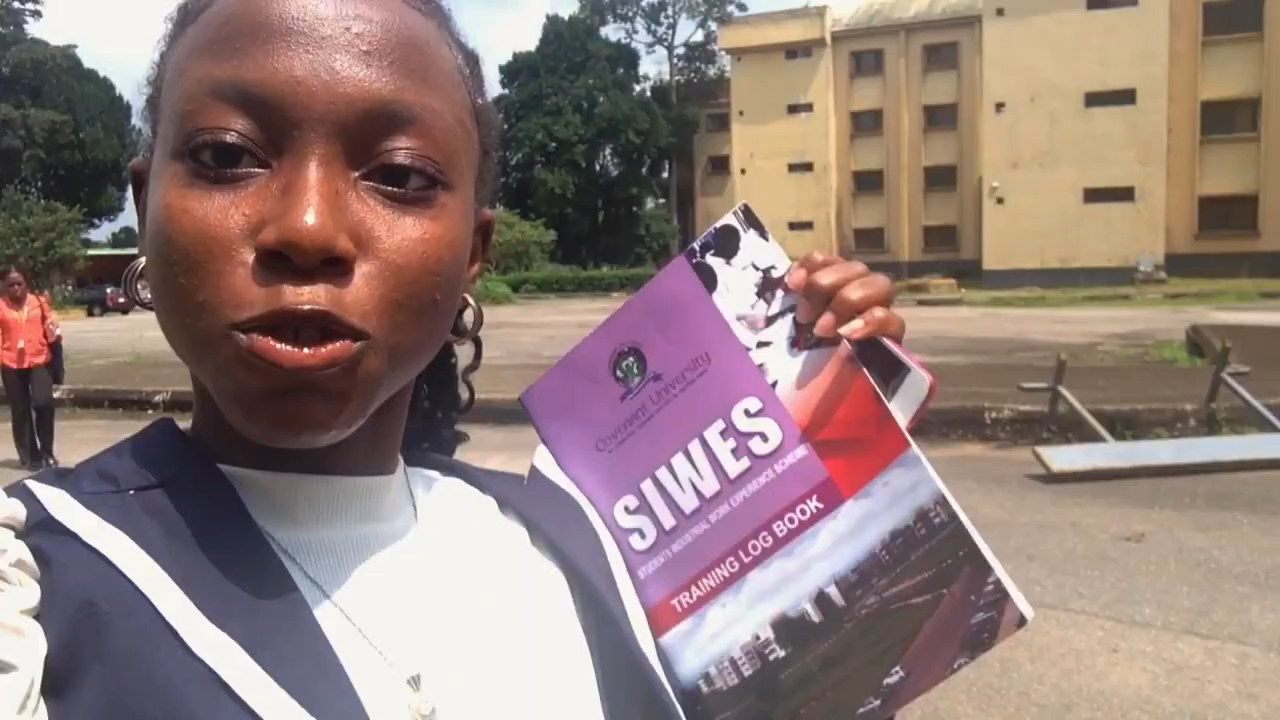 Covenant University
SIWES
STUDENTS INDUSTRIAL WORK EXPERIENCE SCHEME
TRAINING LOG BOOK